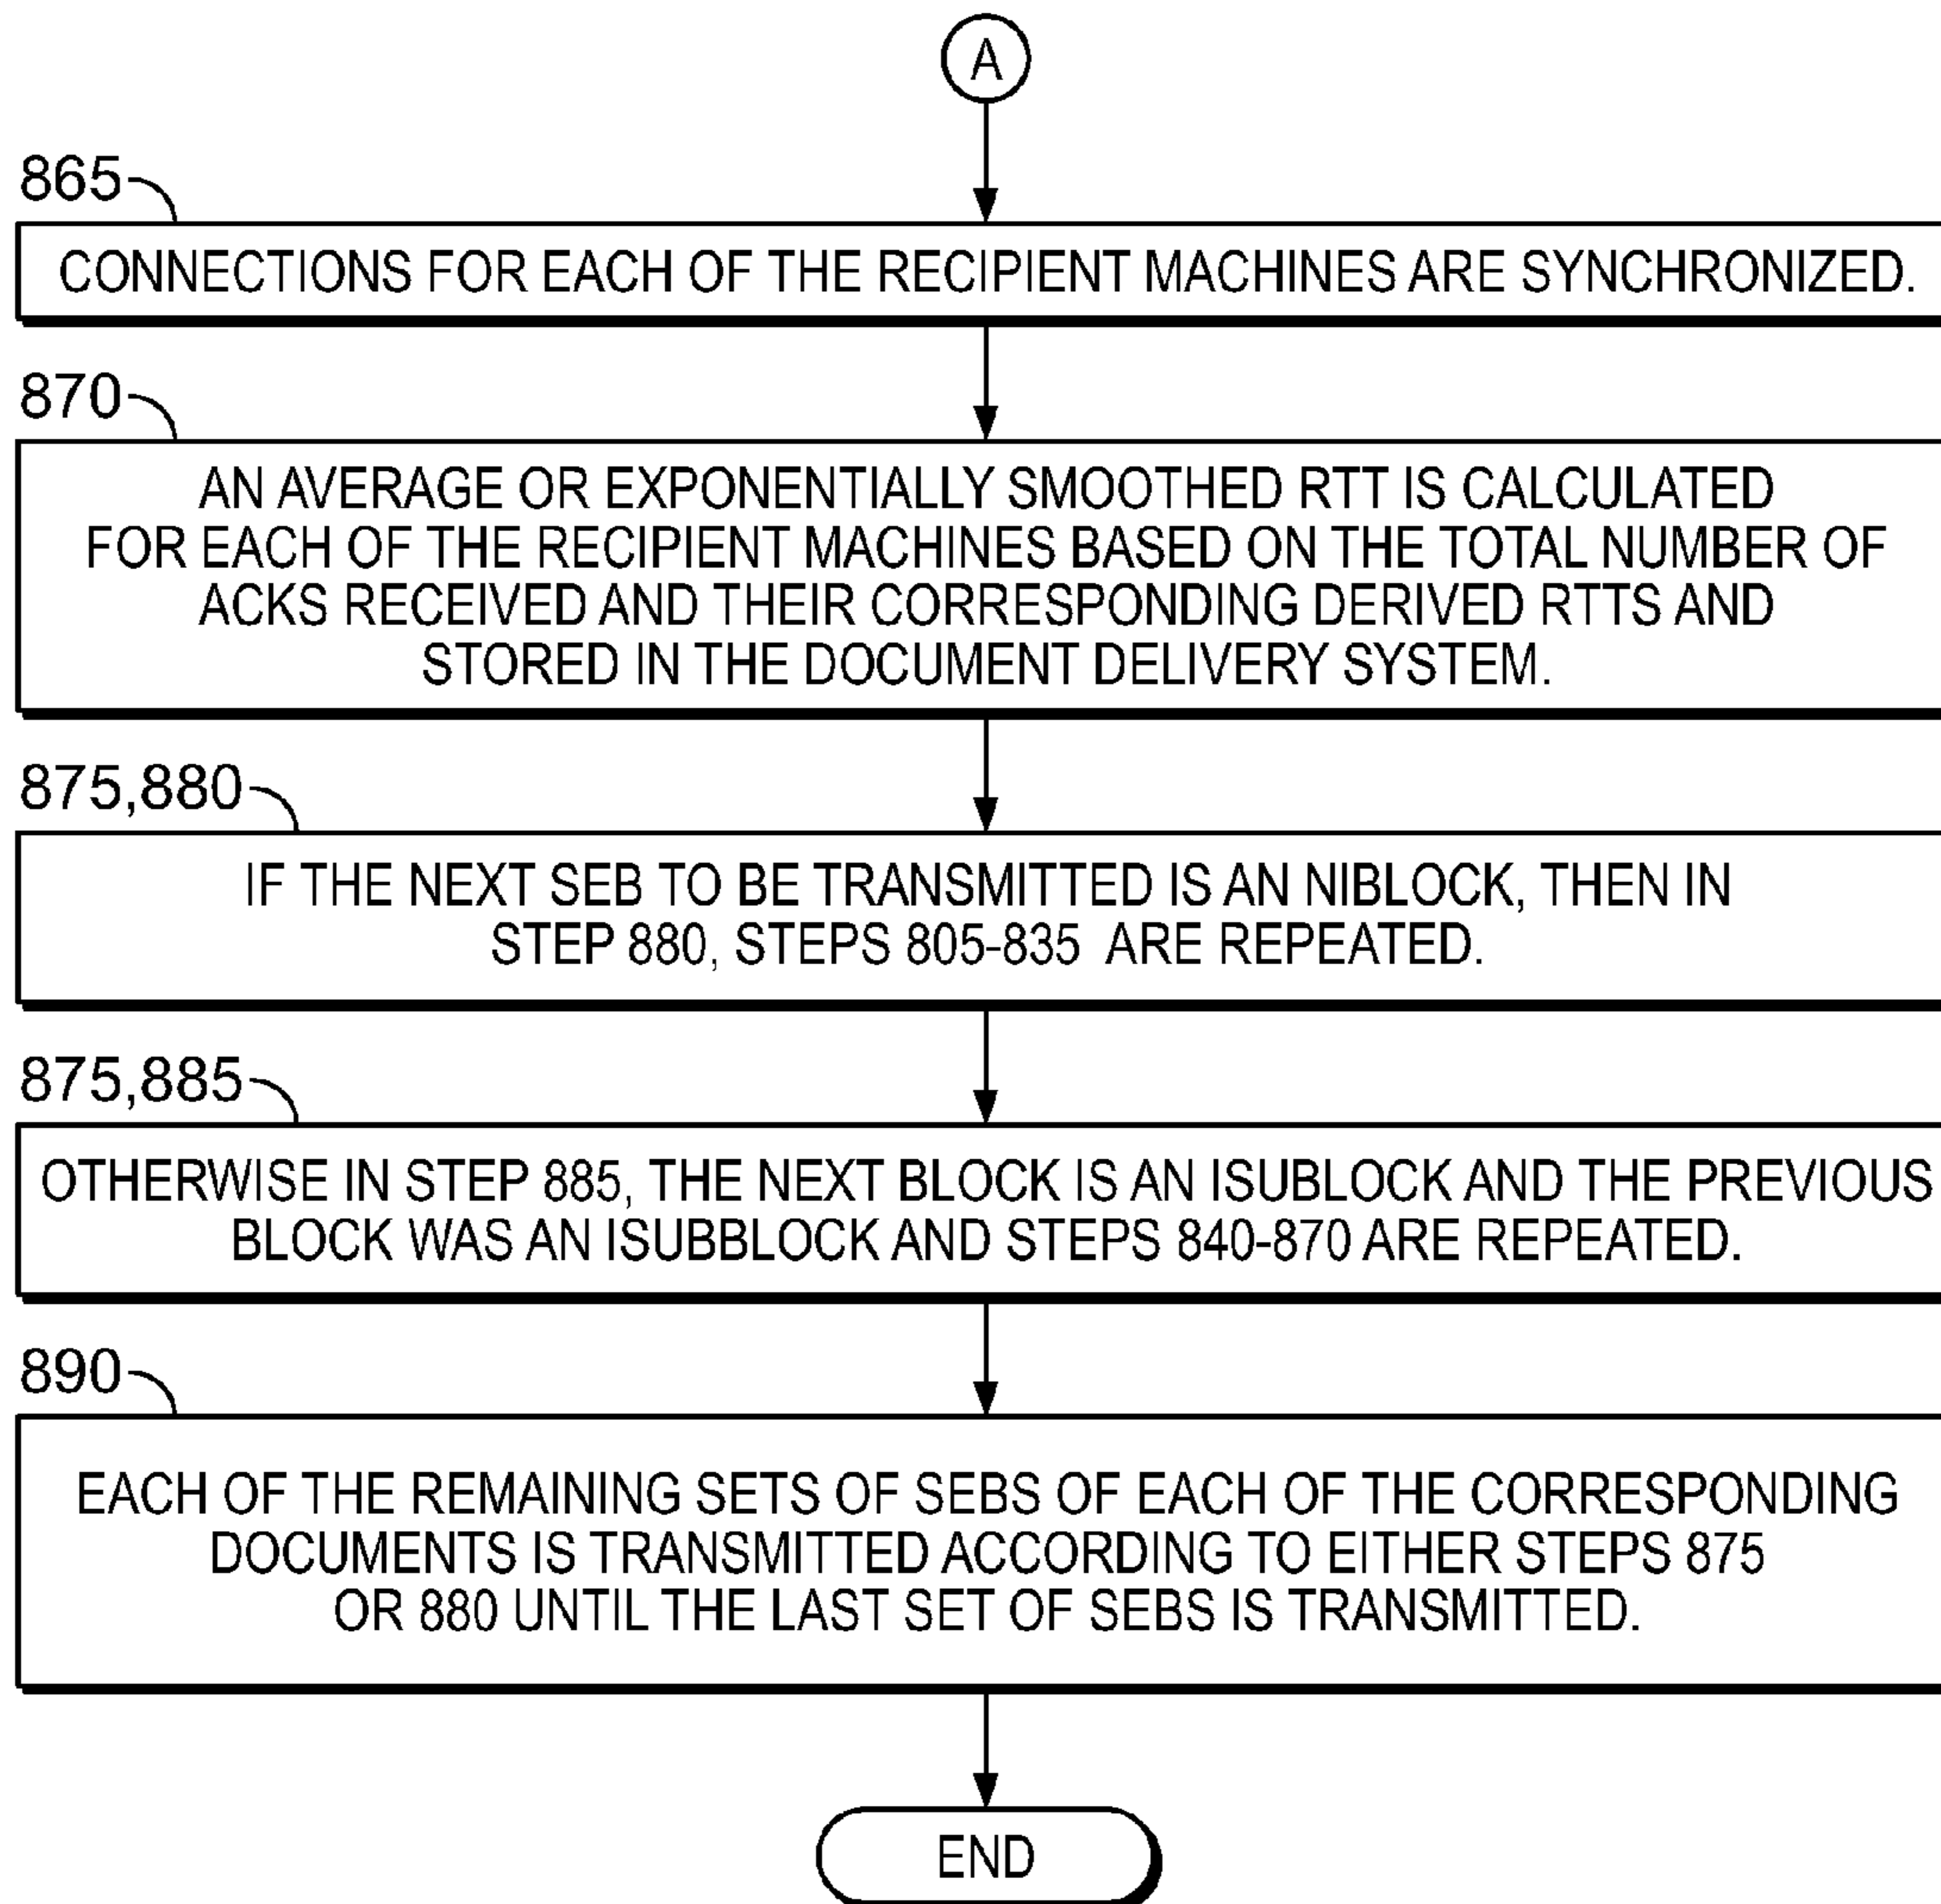 A
865
CONNECTIONS FOR EACH OF THE RECIPIENT MACHINES ARE SYNCHRONIZED.
870
AN AVERAGE OR EXPONENTIALLY SMOOTHED RTT IS CALCULATED
FOR EACH OF THE RECIPIENT MACHINES BASED ON THE TOTAL NUMBER OF
ACKS RECEIVED AND THEIR CORRESPONDING DERIVED RTTS AND
STORED IN THE DOCUMENT DELIVERY SYSTEM.
875,880
IF THE NEXT SEB TO BE TRANSMITTED IS AN NIBLOCK, THEN IN
STEP 880, STEPS 805-835 ARE REPEATED.
875,885
OTHERWISE IN STEP 885, THE NEXT BLOCK IS AN ISUBLOCK AND THE PREVIOUS
BLOCK WAS AN ISUBBLOCK AND STEPS 840-870 ARE REPEATED.
890
EACH OF THE REMAINING SETS OF SEBS OF EACH OF THE CORRESPONDING
DOCUMENTS IS TRANSMITTED ACCORDING TO EITHER STEPS 875
OR 880 UNTIL THE LAST SET OF SEBS IS TRANSMITTED.
END